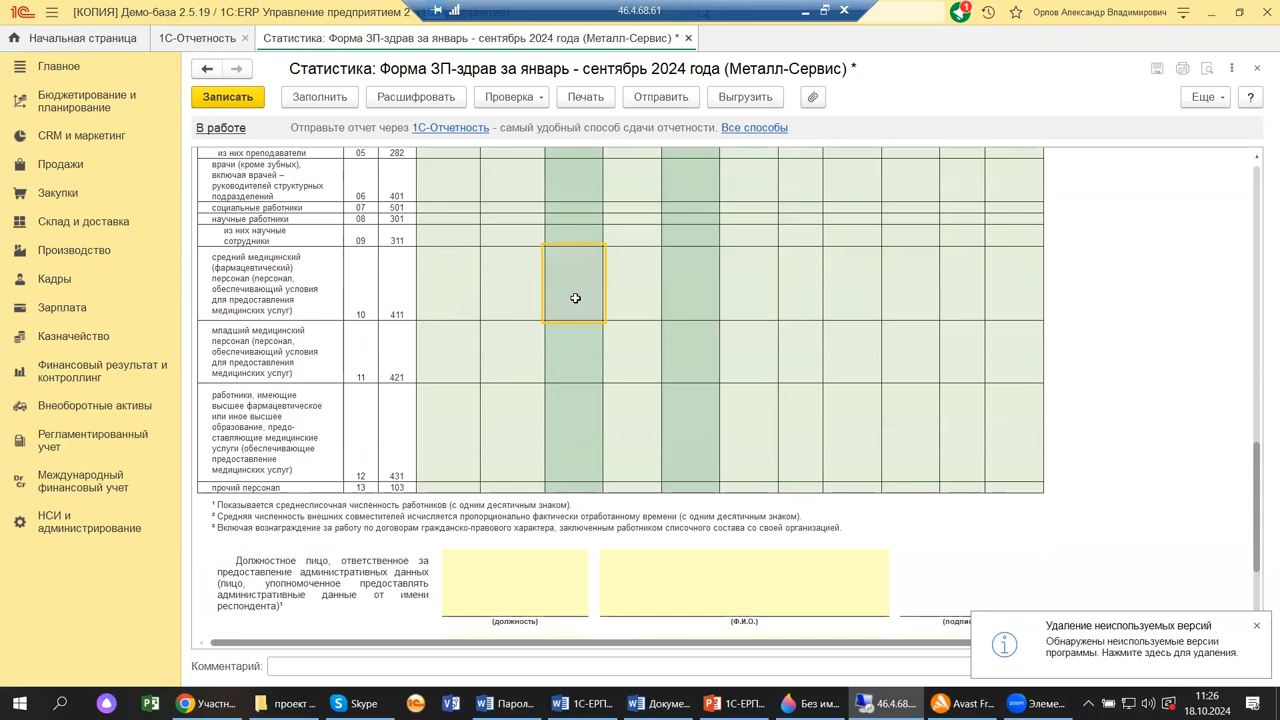 [КОПИЯ] Демо-база 2.5.19 / 1С:ERP Управление предприятием 2
46.4.68.61
1
Орлов Александр Владимирович
Начальная страница
1С-Отчетность ×
Статистика: Форма ЗП-здрав за январь - сентябрь 2024 года (Металл-Сервис) * ×
Главное
Бюджетирование и
планирование
CRM и маркетинг
Продажи
Закупки
Склад и доставка
Производство
Кадры
Зарплата
Казначейство
Финансовый результат и
контроллинг
Внеоборотные активы
Регламентированный
учет
Международный
финансовый учет
НСИ и
администрирование
Статистика: Форма ЗП-здрав за январь - сентябрь 2024 года (Металл-Сервис) *
Записать Заполнить Расшифровать Проверка Печать Отправить Выгрузить Еще ?
В работе Отправьте отчет через 1С-Отчетность - самый удобный способ сдачи отчетности. Все способы
из них преподаватели 05 282
врачи (кроме зубных),
включая врачей –
руководителей структурных
подразделений) 06 401
социальные работники 07 501
научные работники 08 301
из них научные
сотрудники 09 311
средний медицинский
(фармацевтический)
персонал (персонал,
обеспечивающий условия
для предоставления
медицинских услуг) 10 411
младший медицинский
персонал (персонал,
обеспечивающий условия
для предоставления
медицинских услуг) 11 421
работники, имеющие
высшее фармацевтическое
или иное высшее
образование, предо-
ставляющие медицинские
услуги (обеспечивающие
предоставление
медицинских услуг) 12 431
прочий персонал 13 103
¹ Показывается среднесписочная численность работников (с одним десятичным знаком).
² Средняя численность внешних совместителей исчисляется пропорционально фактически отработанному времени (с одним десятичным знаком).
³ Включая вознаграждение за работу по договорам гражданско-правового характера, заключенным работником списочного состава со своей организацией.
Должностное лицо, ответственное за
предоставление административных данных
(лицо, уполномоченное предоставлять
административные данные от имени
респондента)¹
(должность) (Ф.И.О.) (подпи
Удаление неиспользуемых версий
Обнаружены неиспользуемые версии
программы. Нажмите здесь для удаления.
Комментарий:
Участн... проект ... Skype Парол... 1С-ЕРП... Докуме... 1С-ЕРП... Без им... 46.4.68... Avast Fr... Элеме...
11:26
18.10.2024